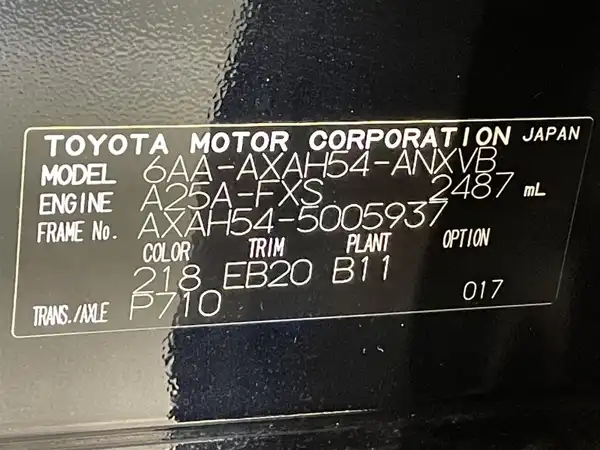 TOYOTA MOTOR CORPORATION JAPAN
MODEL 6AA-AXAH54-ANXVB
ENGINE A25A-FXS 2487 mL
FRAME No. AXAH54-5005937
COLOR TRIM PLANT OPTION
218 EB20 B11
TRANS./AXLE P710 017